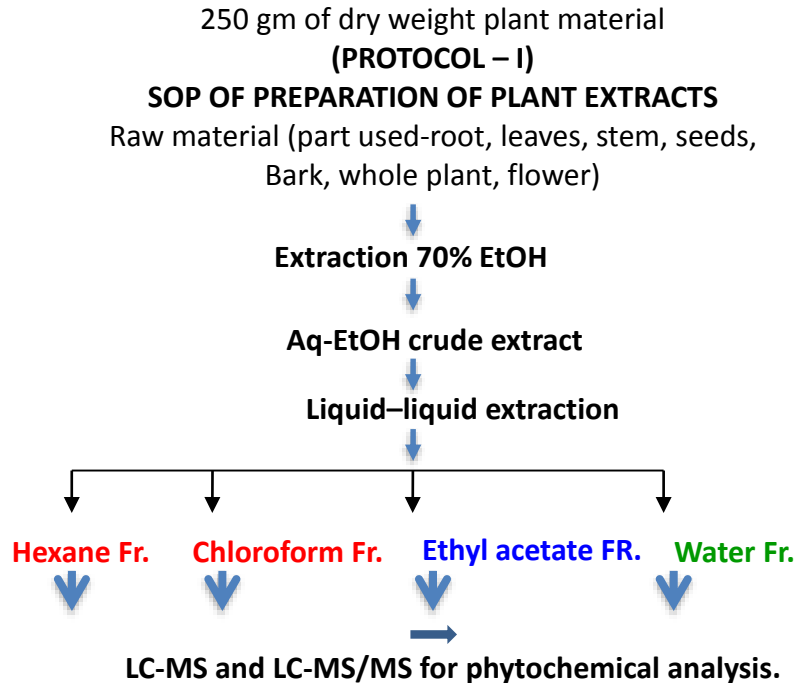 250 gm of dry weight plant material
(PROTOCOL – I)
SOP OF PREPARATION OF PLANT EXTRACTS
Raw material (part used-root, leaves, stem, seeds,
Bark, whole plant, flower)
Extraction 70% EtOH
Aq-EtOH crude extract
Liquid–liquid extraction
Hexane Fr. Chloroform Fr. Ethyl acetate FR. Water Fr.
LC-MS and LC-MS/MS for phytochemical analysis.